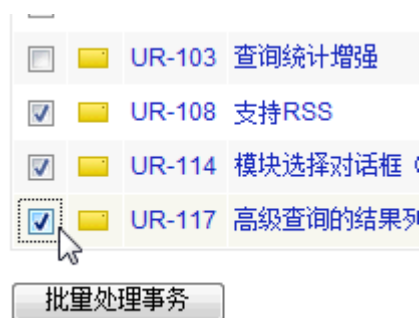 UR-103 查询统计增强
UR-108 支持RSS
UR-114 模块选择对话框
UR-117 高级查询的结果列
批量处理事务